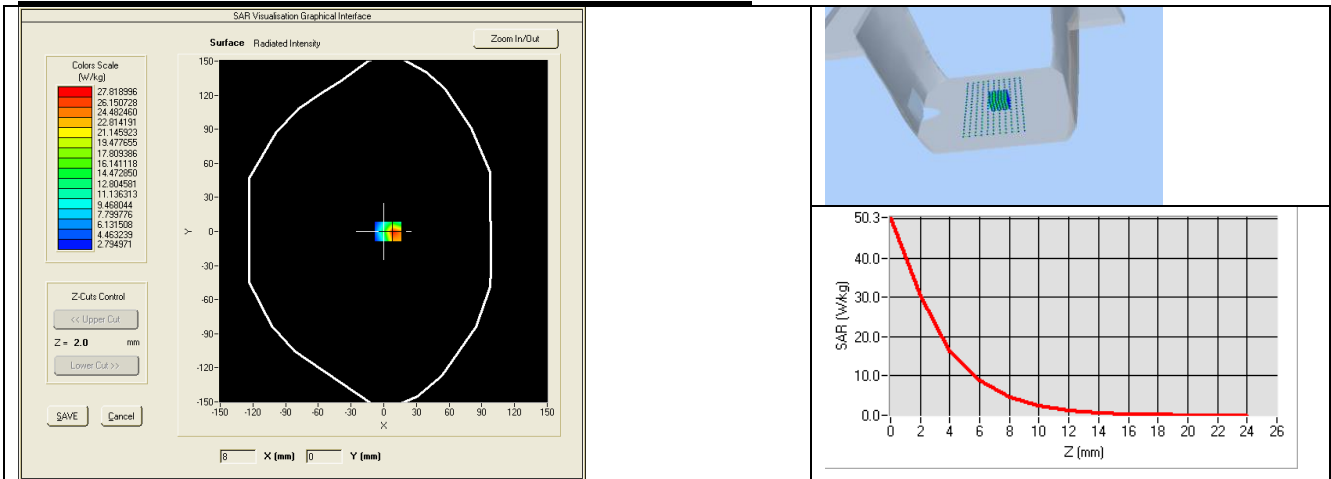 SAR Visualisation Graphical Interface
Surface Radiated Intensity
Zoom In/Out
Colors Scale
(W/kg)
27.818996
26.150728
24.482460
22.814191
21.145923
19.477655
17.809386
16.141118
14.472850
12.804581
11.136313
9.468044
7.799776
6.131508
4.463239
2.794971
Z-Cuts Control
<< Upper Cut
Z = 2.0 mm
Lower Cut >>
SAVE Cancel
150-
120-
90-
60-
30-
0-
-30-
-60-
-90-
-120-
-150-
Y
-150 -120 -90 -60 -30 0 30 60 90 120 150
X
8 X (mm) 0 Y (mm)
50.3-
40.0-
30.0-
20.0-
10.0-
0.0-
SAR (W/kg)
0 2 4 6 8 10 12 14 16 18 20 22 24 26
Z (mm)